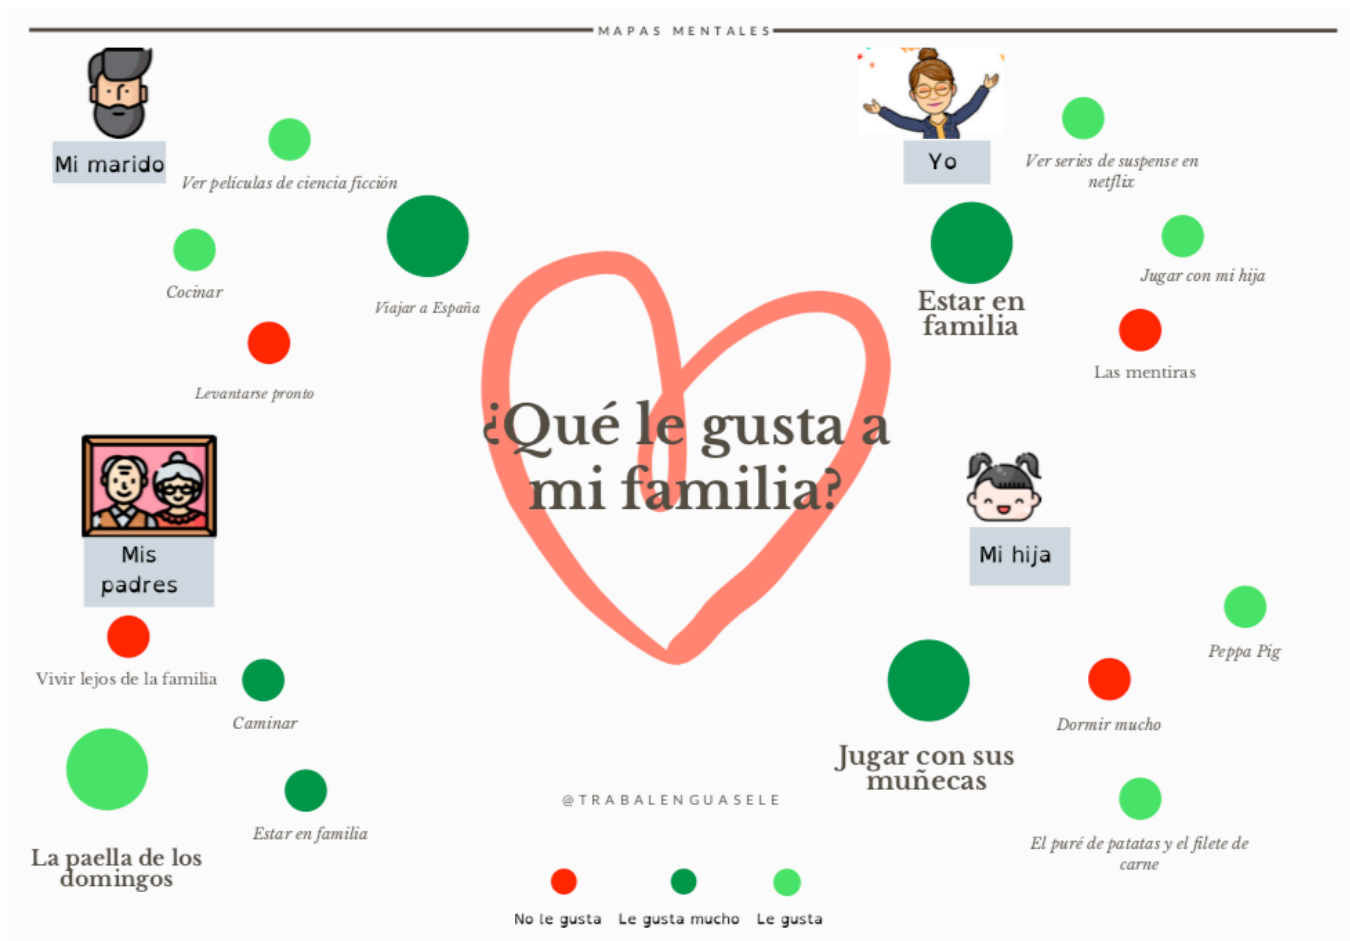 MAPAS MENTALES
Mi marido
Ver películas de ciencia ficción
Cocinar
Viajar a España
Levantarse pronto
Yo
Ver series de suspense en
netflix
Estar en
familia
Jugar con mi hija
Las mentiras
¿Qué le gusta a
mi familia?
Mis
padres
Vivir lejos de la familia
Caminar
La paella de los
domingos
Estar en familia
Mi hija
Peppa Pig
Jugar con sus
muñecas
Dormir mucho
El puré de patatas y el filete de
carne
@TRABALENGUASELE
No le gusta Le gusta mucho Le gusta